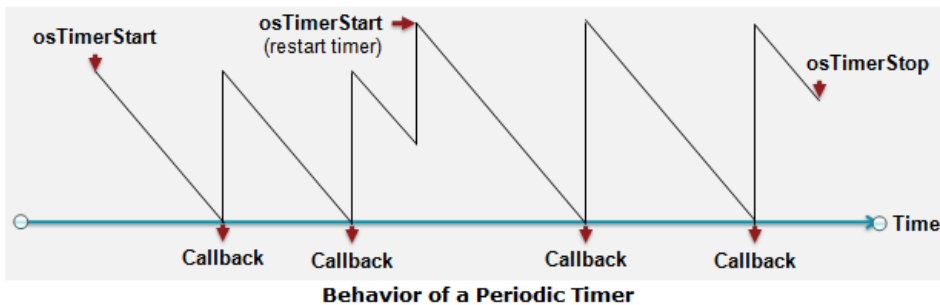 osTimerStart
osTimerStart
(restart timer)
osTimerStop
Time
Callback
Callback
Callback
Callback
Behavior of a Periodic Timer